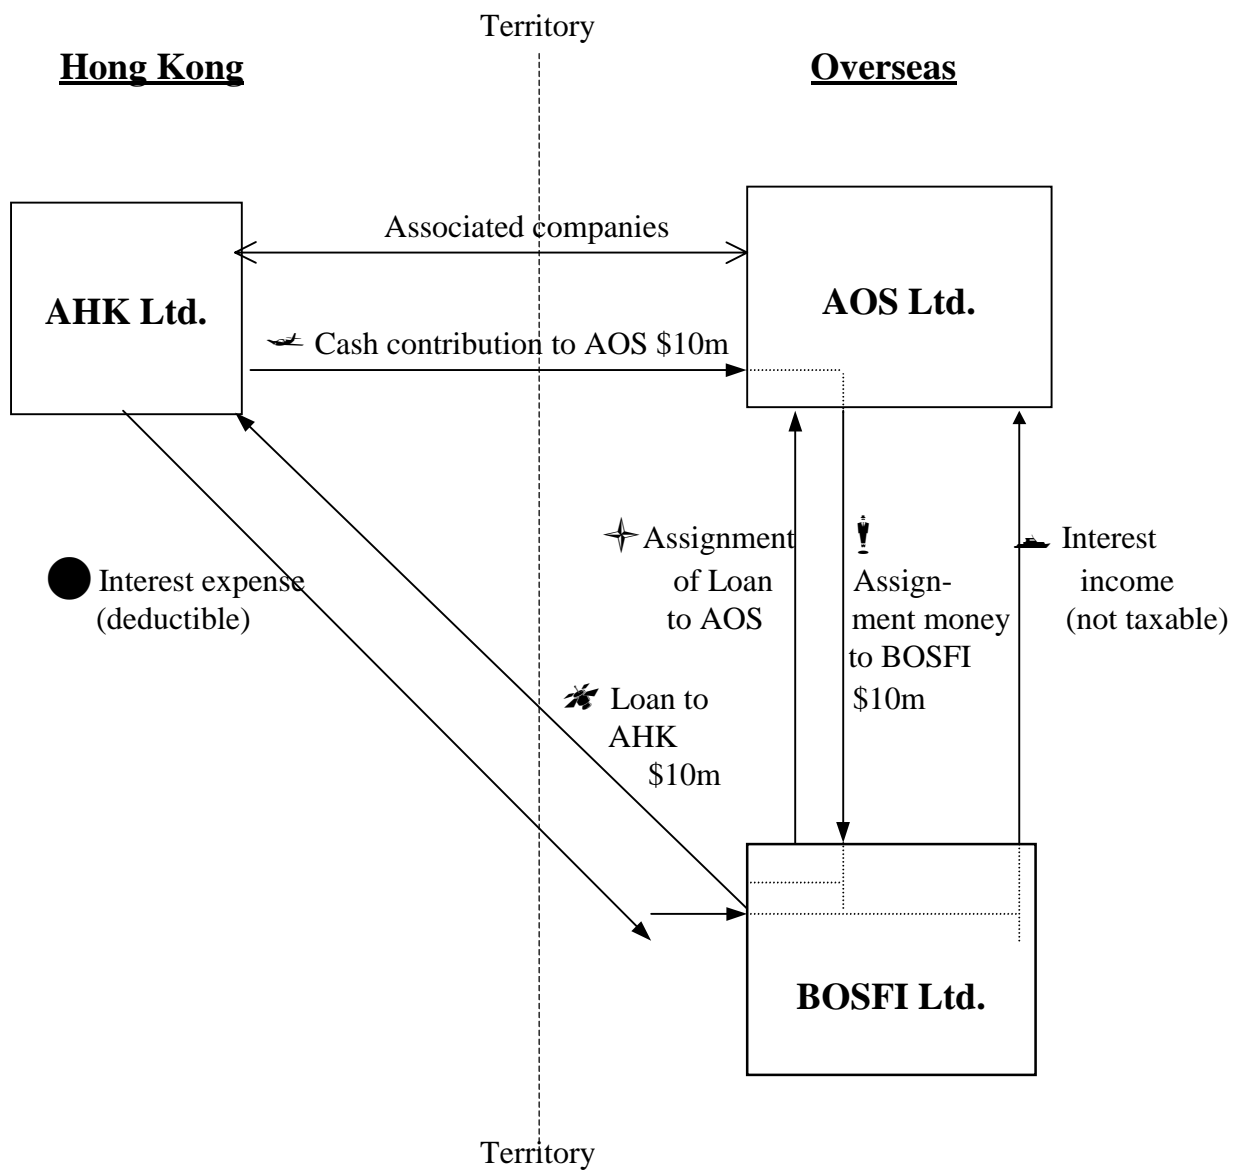 Territory
Hong Kong
Overseas
Associated companies
AHK Ltd.
AOS Ltd.
Cash contribution to AOS $10m
Interest expense
(deductible)
Assignment
of Loan
to AOS
Assign-
ment money
to BOSFI
$10m
Interest
income
(not taxable)
Loan to
AHK
$10m
BOSFI Ltd.
Territory